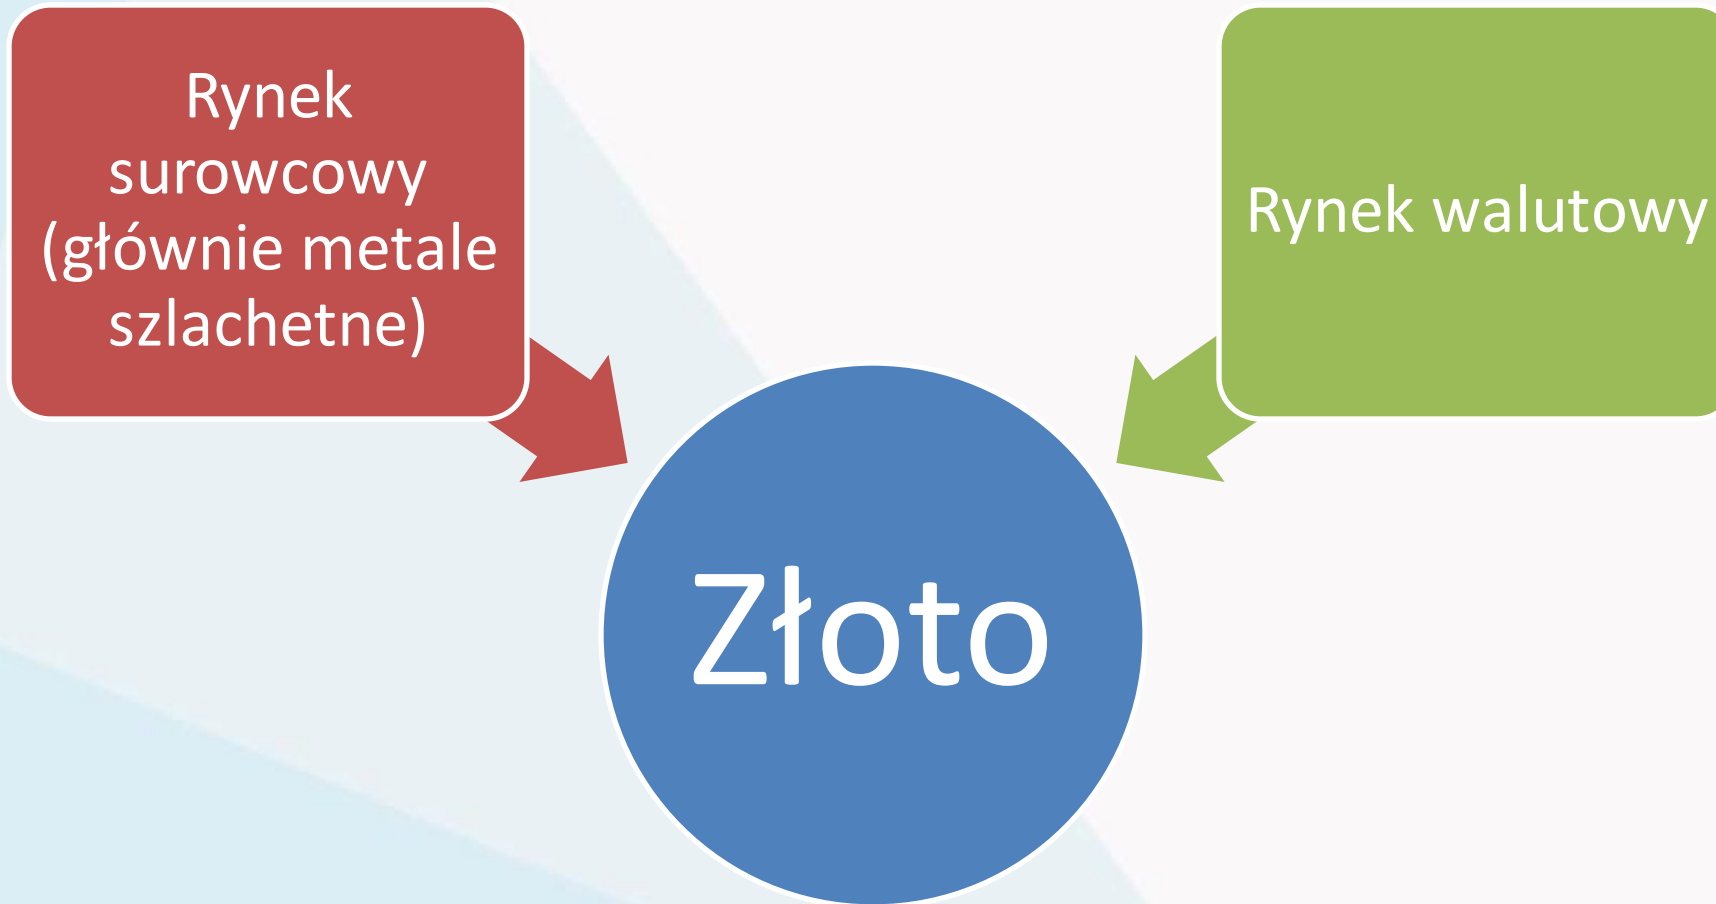 Rynek
surowcowy
(głównie metale
szlachetne)
Rynek walutowy
Złoto